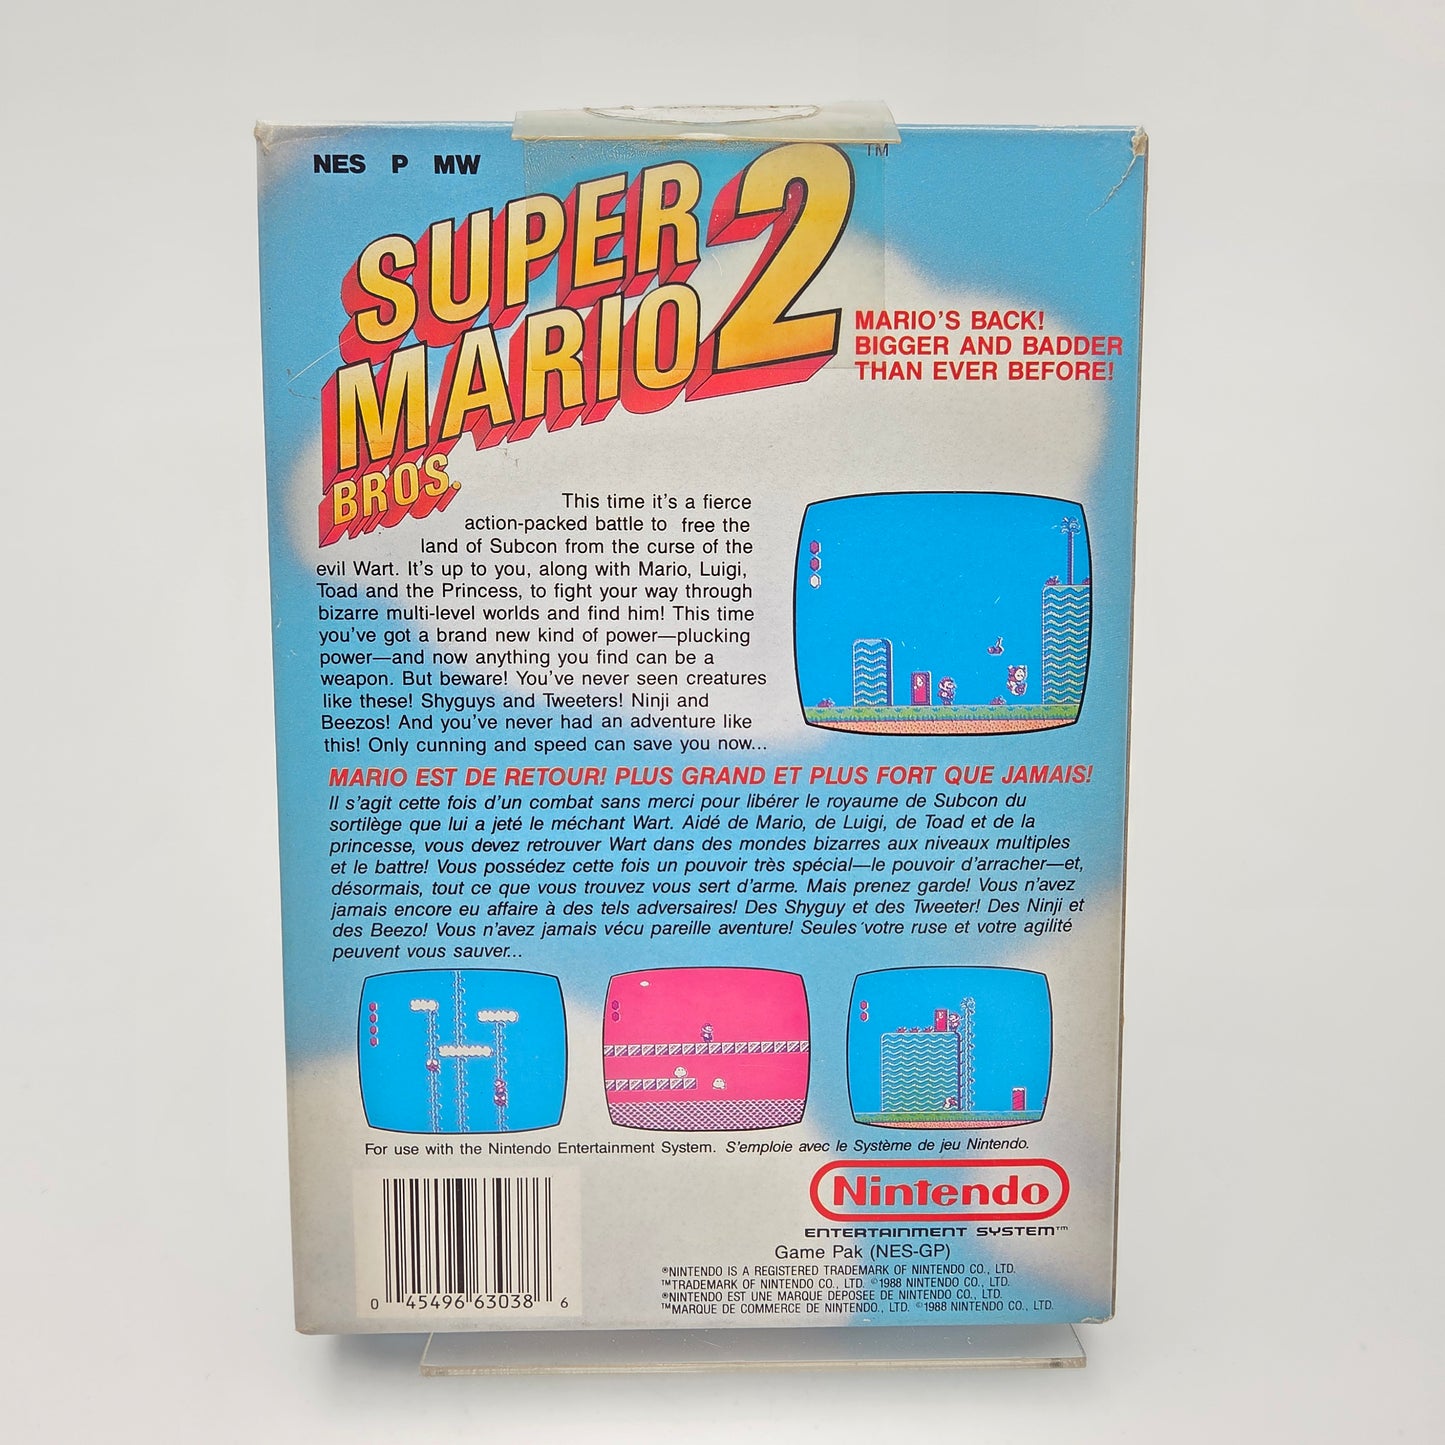 NES P MW
SUPER
MARIO 2 TM
BROS.
MARIO'S BACK!
BIGGER AND BADDER
THAN EVER BEFORE!
This time it's a fierce
action-packed battle to free the
land of Subcon from the curse of the
evil Wart. It's up to you, along with Mario, Luigi,
Toad and the Princess, to fight your way through
bizarre multi-level worlds and find him! This time
you've got a brand new kind of power—plucking
power—and now anything you find can be a
weapon. But beware! You've never seen creatures
like these! Shyguys and Tweeters! Ninji and
Beezos! And you've never had an adventure like
this! Only cunning and speed can save you now...
MARIO EST DE RETOUR! PLUS GRAND ET PLUS FORT QUE JAMAIS!
Il s'agit cette fois d'un combat sans merci pour libérer le royaume de Subcon du
sortilège que lui a jeté le méchant Wart. Aidé de Mario, de Luigi, de Toad et de la
princesse, vous devez retrouver Wart dans des mondes bizarres aux niveaux multiples
et le battre! Vous possédez cette fois un pouvoir très spécial—le pouvoir d'arracher—et,
désormais, tout ce que vous trouvez vous sert d'arme. Mais prenez garde! Vous n'avez
jamais encore eu affaire à des tels adversaires! Des Shyguy et des Tweeter! Des Ninji et
des Beezo! Vous n'avez jamais vécu pareille aventure! Seules votre ruse et votre agilité
peuvent vous sauver...
For use with the Nintendo Entertainment System. S'emploie avec le Système de jeu Nintendo.
Nintendo
ENTERTAINMENT SYSTEM™
Game Pak (NES-GP)
®NINTENDO IS A REGISTERED TRADEMARK OF NINTENDO CO., LTD.
™TRADEMARK OF NINTENDO CO., LTD. ©1988 NINTENDO CO., LTD.
®NINTENDO EST UNE MARQUE DEPOSEE DE NINTENDO CO., LTD.
™MARQUE DE COMMERCE DE NINTENDO., LTD. ©1988 NINTENDO CO., LTD.
0 45496 63038 6